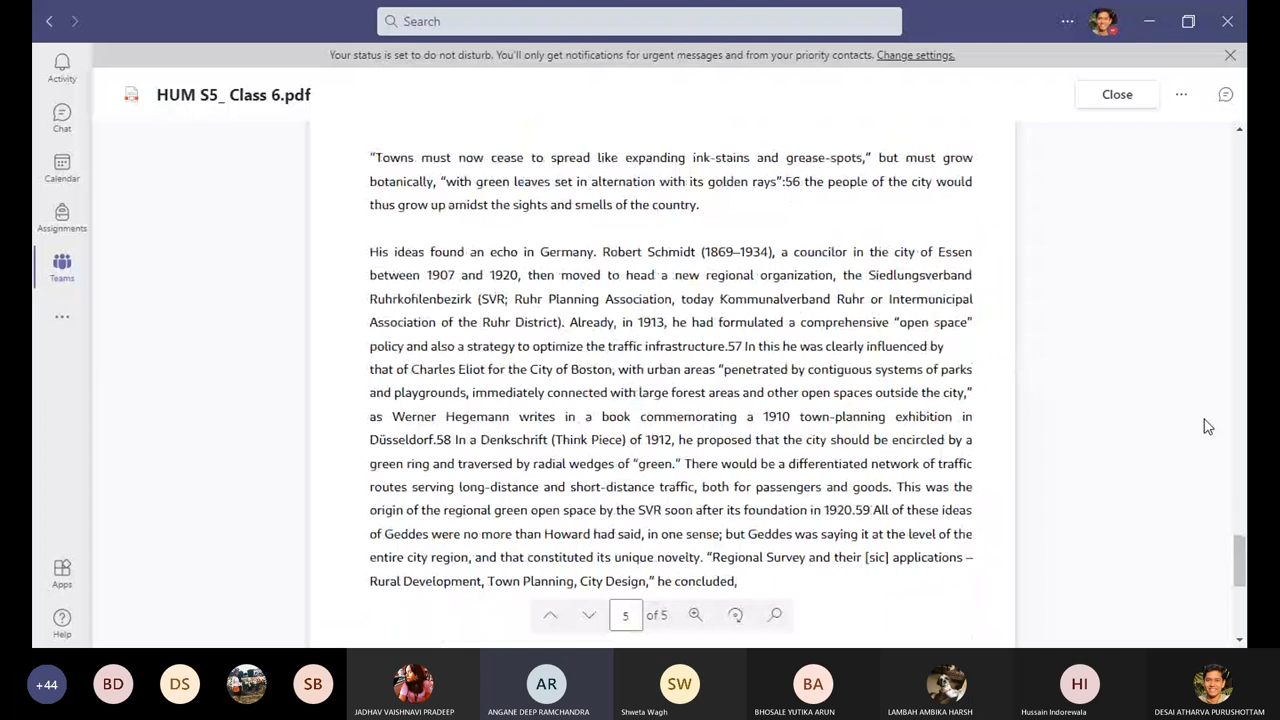 Search
Your status is set to do not disturb. You'll only get notifications for urgent messages and from your priority contacts. Change settings.
Activity
Chat
Calendar
Assignments
Teams
Apps
Help
HUM S5_ Class 6.pdf
Close
“Towns must now cease to spread like expanding ink-stains and grease-spots,“ but must grow
botanically, “with green leaves set in alternation with its golden rays”:56 the people of the city would
thus grow up amidst the sights and smells of the country.
His ideas found an echo in Germany. Robert Schmidt (1869–1934), a councilor in the city of Essen
between 1907 and 1920, then moved to head a new regional organization, the Siedlungsverband
Ruhrkohlenbezirk (SVR; Ruhr Planning Association, today Kommunalverband Ruhr or Intermunicipal
Association of the Ruhr District). Already, in 1913, he had formulated a comprehensive “open space”
policy and also a strategy to optimize the traffic infrastructure.57 In this he was clearly influenced by
that of Charles Eliot for the City of Boston, with urban areas “penetrated by contiguous systems of parks
and playgrounds, immediately connected with large forest areas and other open spaces outside the city,”
as Werner Hegemann writes in a book commemorating a 1910 town-planning exhibition in
Düsseldorf.58 In a Denkschrift (Think Piece) of 1912, he proposed that the city should be encircled by a
green ring and traversed by radial wedges of “green.“ There would be a differentiated network of traffic
routes serving long-distance and short-distance traffic, both for passengers and goods. This was the
origin of the regional green open space by the SVR soon after its foundation in 1920.59 All of these ideas
of Geddes were no more than Howard had said, in one sense; but Geddes was saying it at the level of the
entire city region, and that constituted its unique novelty. “Regional Survey and their [sic] applications –
Rural Development, Town Planning, City Design,” he concluded,
5 of 5
+44
BD
DS
SB
AR
SW
BA
HI
JADHAV VAISHNAVI PRADEEP
ANGANE DEEP RAMCHANDRA
Shweta Wagh
BHOSALE YUTIKA ARUN
LAMBAH AMBIKA HARSH
Hussain Indorewala
DESAI ATHARVA PURUSHOTTAM